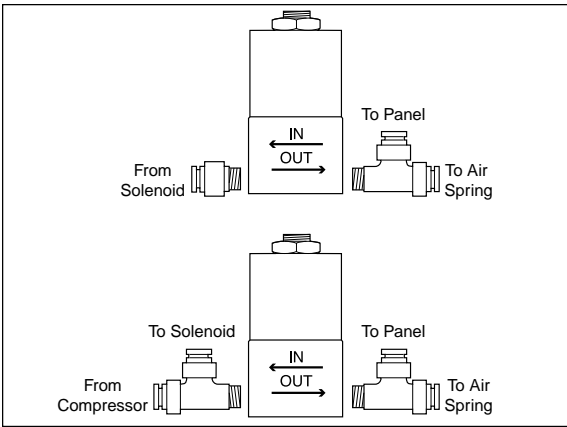 To Panel
IN
OUT
From
Solenoid
To Air
Spring
To Solenoid
To Panel
IN
OUT
From
Compressor
To Air
Spring